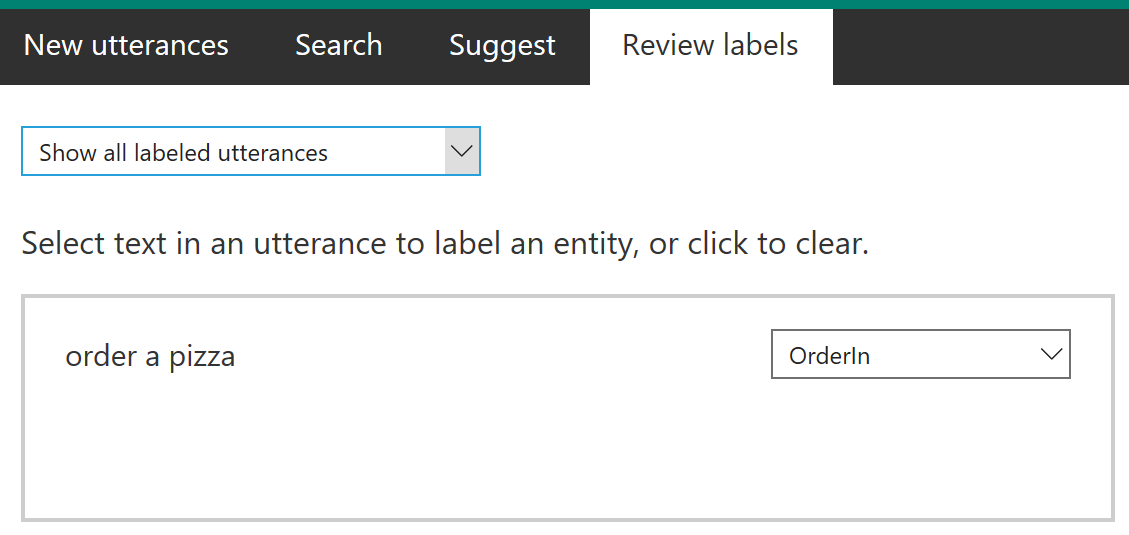 New utterances Search Suggest Review labels
Show all labeled utterances
Select text in an utterance to label an entity, or click to clear.
order a pizza OrderIn